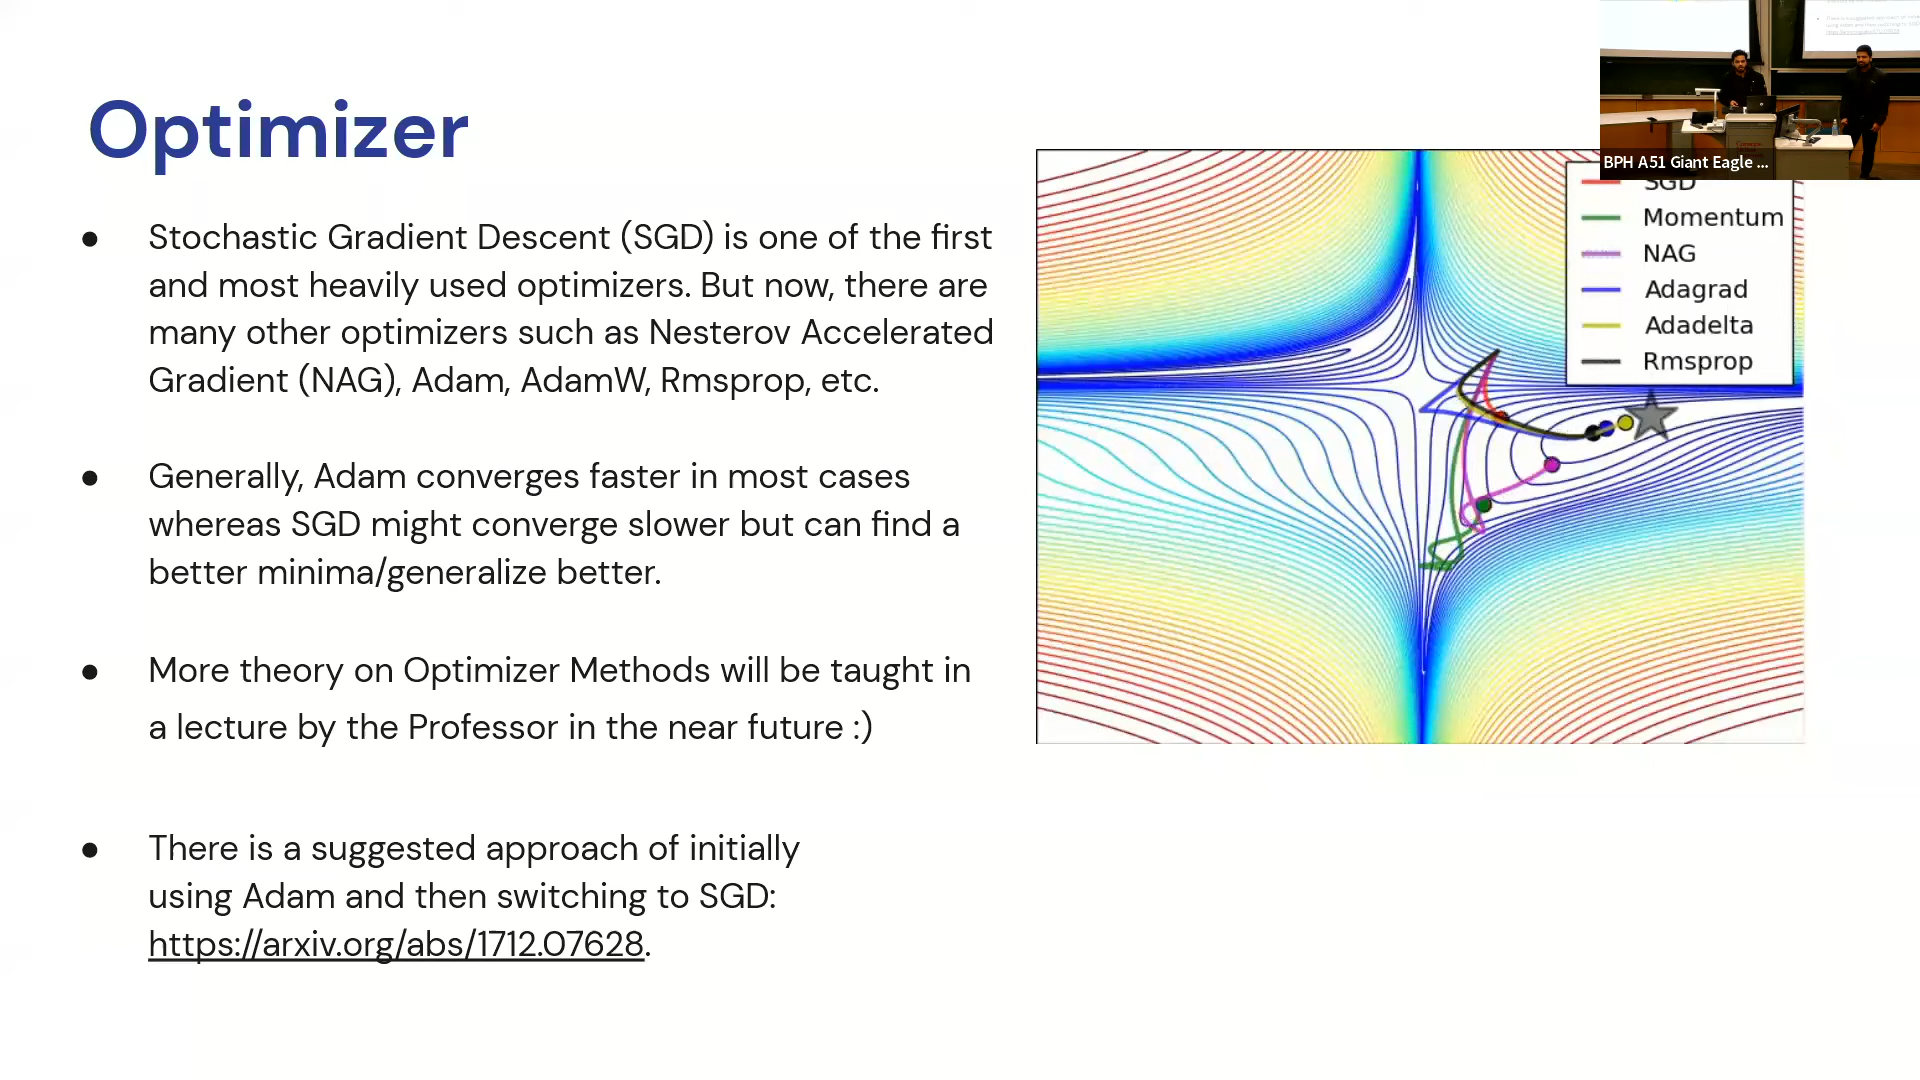 Optimizer
● Stochastic Gradient Descent (SGD) is one of the first
and most heavily used optimizers. But now, there are
many other optimizers such as Nesterov Accelerated
Gradient (NAG), Adam, AdamW, Rmsprop, etc.
● Generally, Adam converges faster in most cases
whereas SGD might converge slower but can find a
better minima/generalize better.
● More theory on Optimizer Methods will be taught in
a lecture by the Professor in the near future :)
● There is a suggested approach of initially
using Adam and then switching to SGD:
https://arxiv.org/abs/1712.07628.
SGD
Momentum
NAG
Adagrad
Adadelta
Rmsprop
BPH A51 Giant Eagle ...